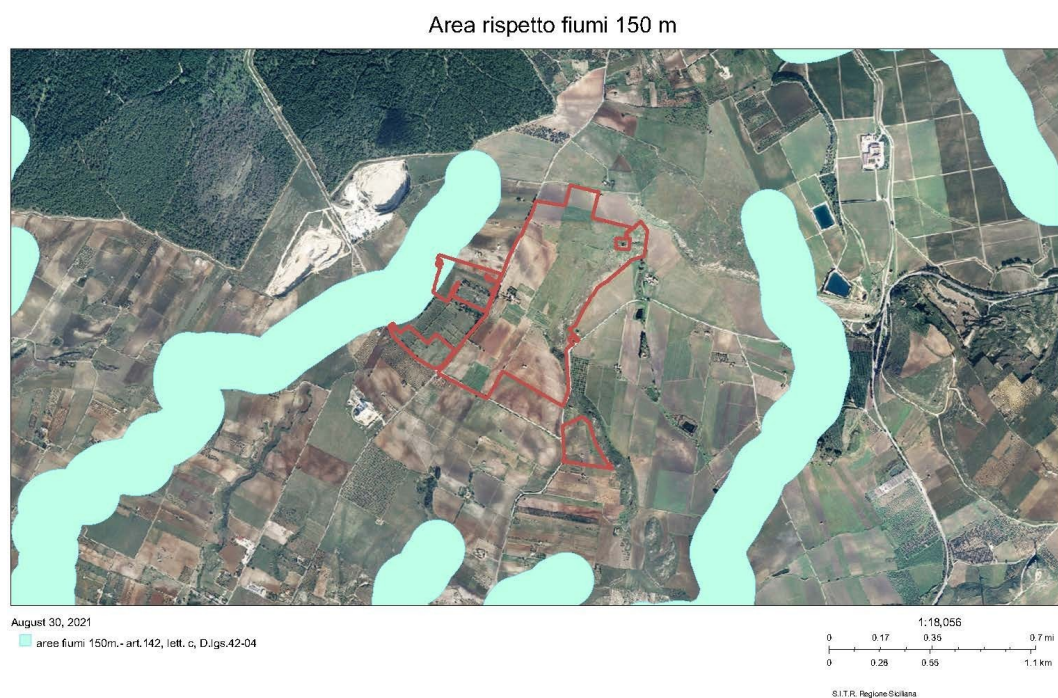 Area rispetto fiumi 150 m
August 30, 2021
aree fiumi 150m.- art.142, lett. c, D.lgs.42-04
1:18,056
0 0.17 0.35 0.7 mi
0 0.28 0.55 1.1 km
S.I.T.R. Regione Siciliana